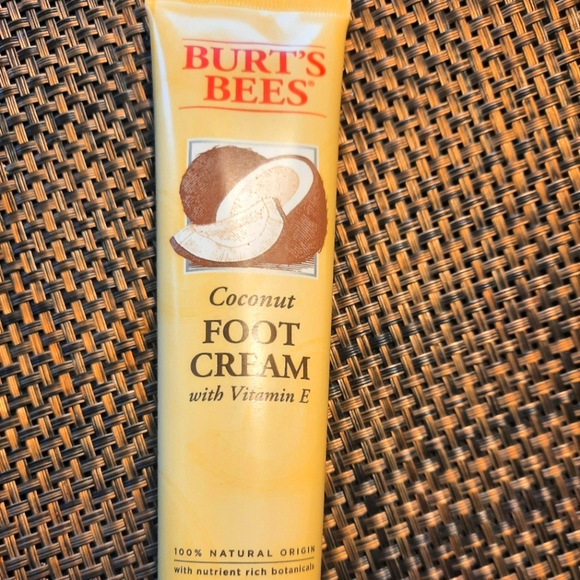 BURT'S
BEES®
Coconut
FOOT
CREAM
with Vitamin E
100% NATURAL ORIGIN
with nutrient rich botanicals